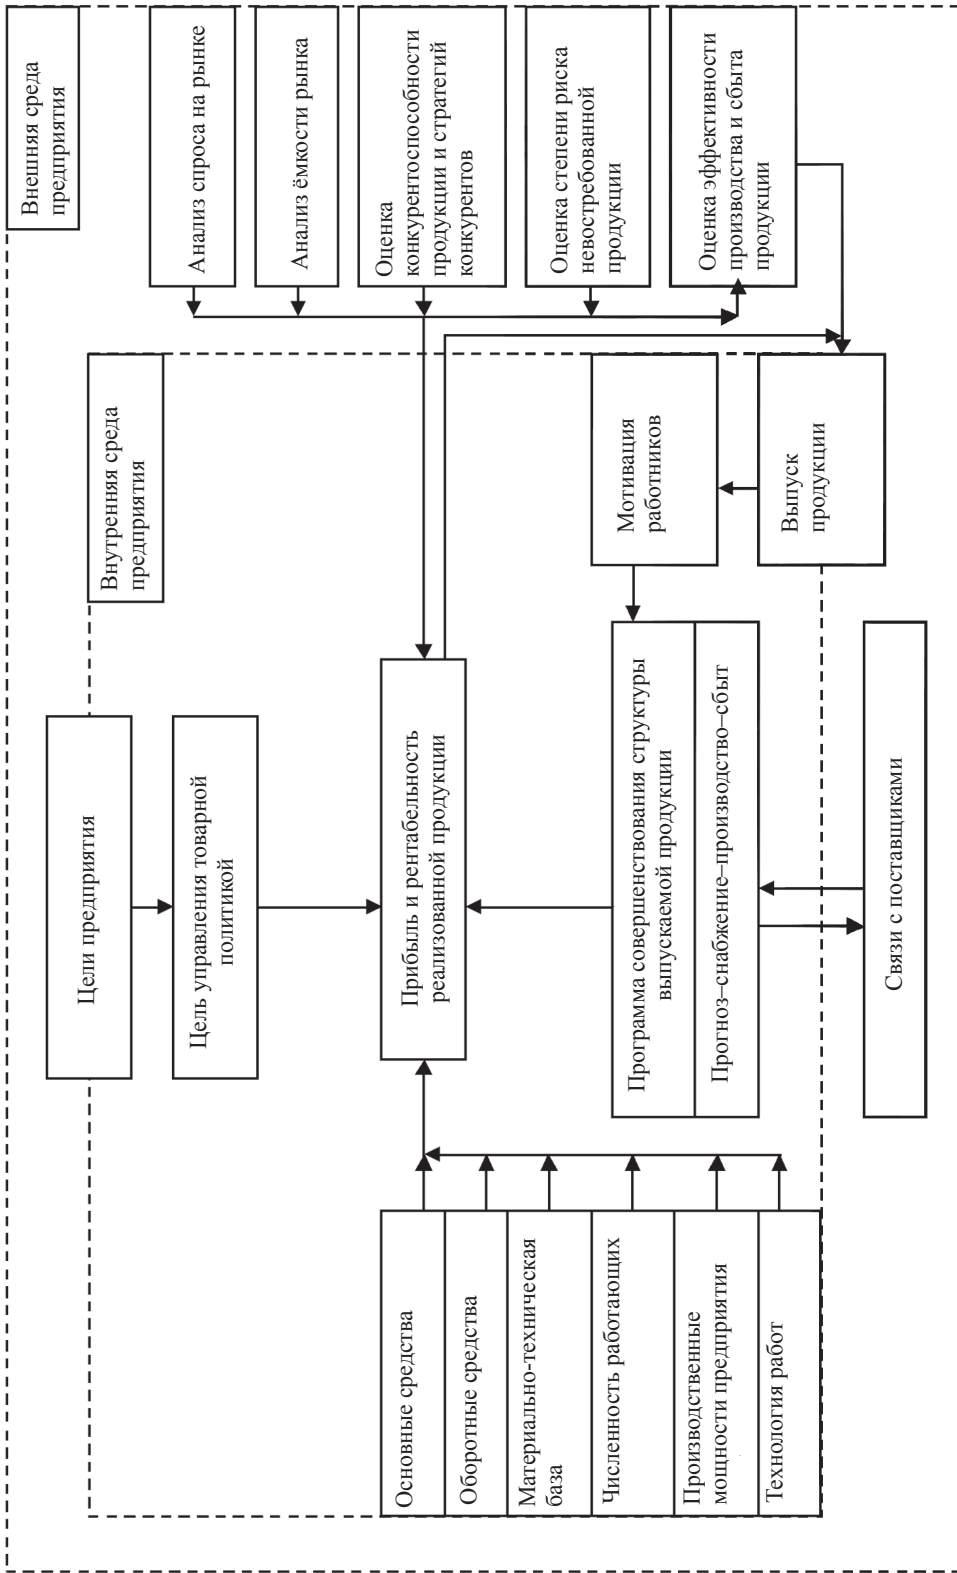 Внешняя среда
предприятия
Цели предприятия
Внутренняя среда
предприятия
Анализ спроса на рынке
Цель управления товарной
политикой
Анализ ёмкости рынка
Основные средства
Оборотные средства
Материально-техническая
база
Численность работающих
Производственные
мощности предприятия
Технология работ
Прибыль и рентабельность
реализованной продукции
Оценка
конкурентоспособности
продукции и стратегий
конкурентов
Оценка степени риска
невостребованной
продукции
Оценка эффективности
производства и сбыта
продукции
Программа совершенствования структуры
выпускаемой продукции
Прогноз–снабжение–производство–сбыт
Мотивация
работников
Выпуск
продукции
Связи с поставщиками